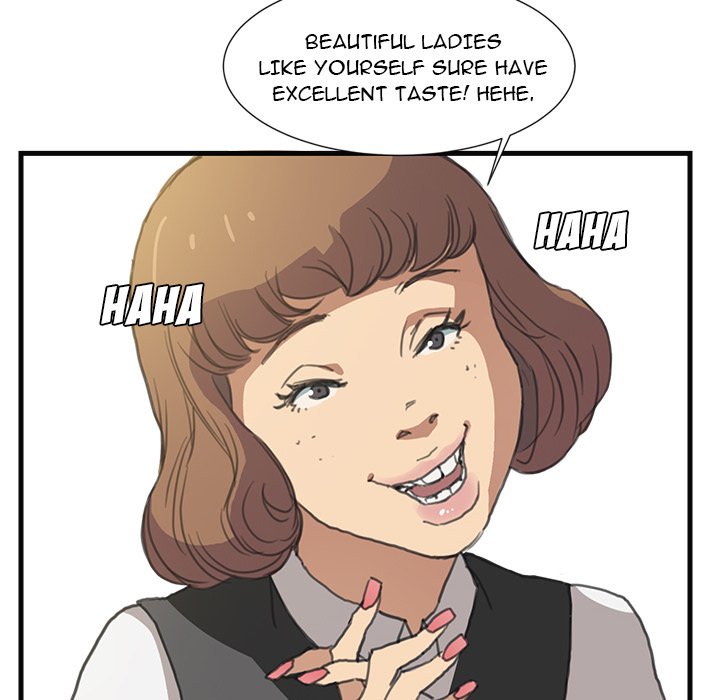 BEAUTIFUL LADIES
LIKE YOURSELF SURE HAVE
EXCELLENT TASTE! HEHE.
HAHA
HAHA